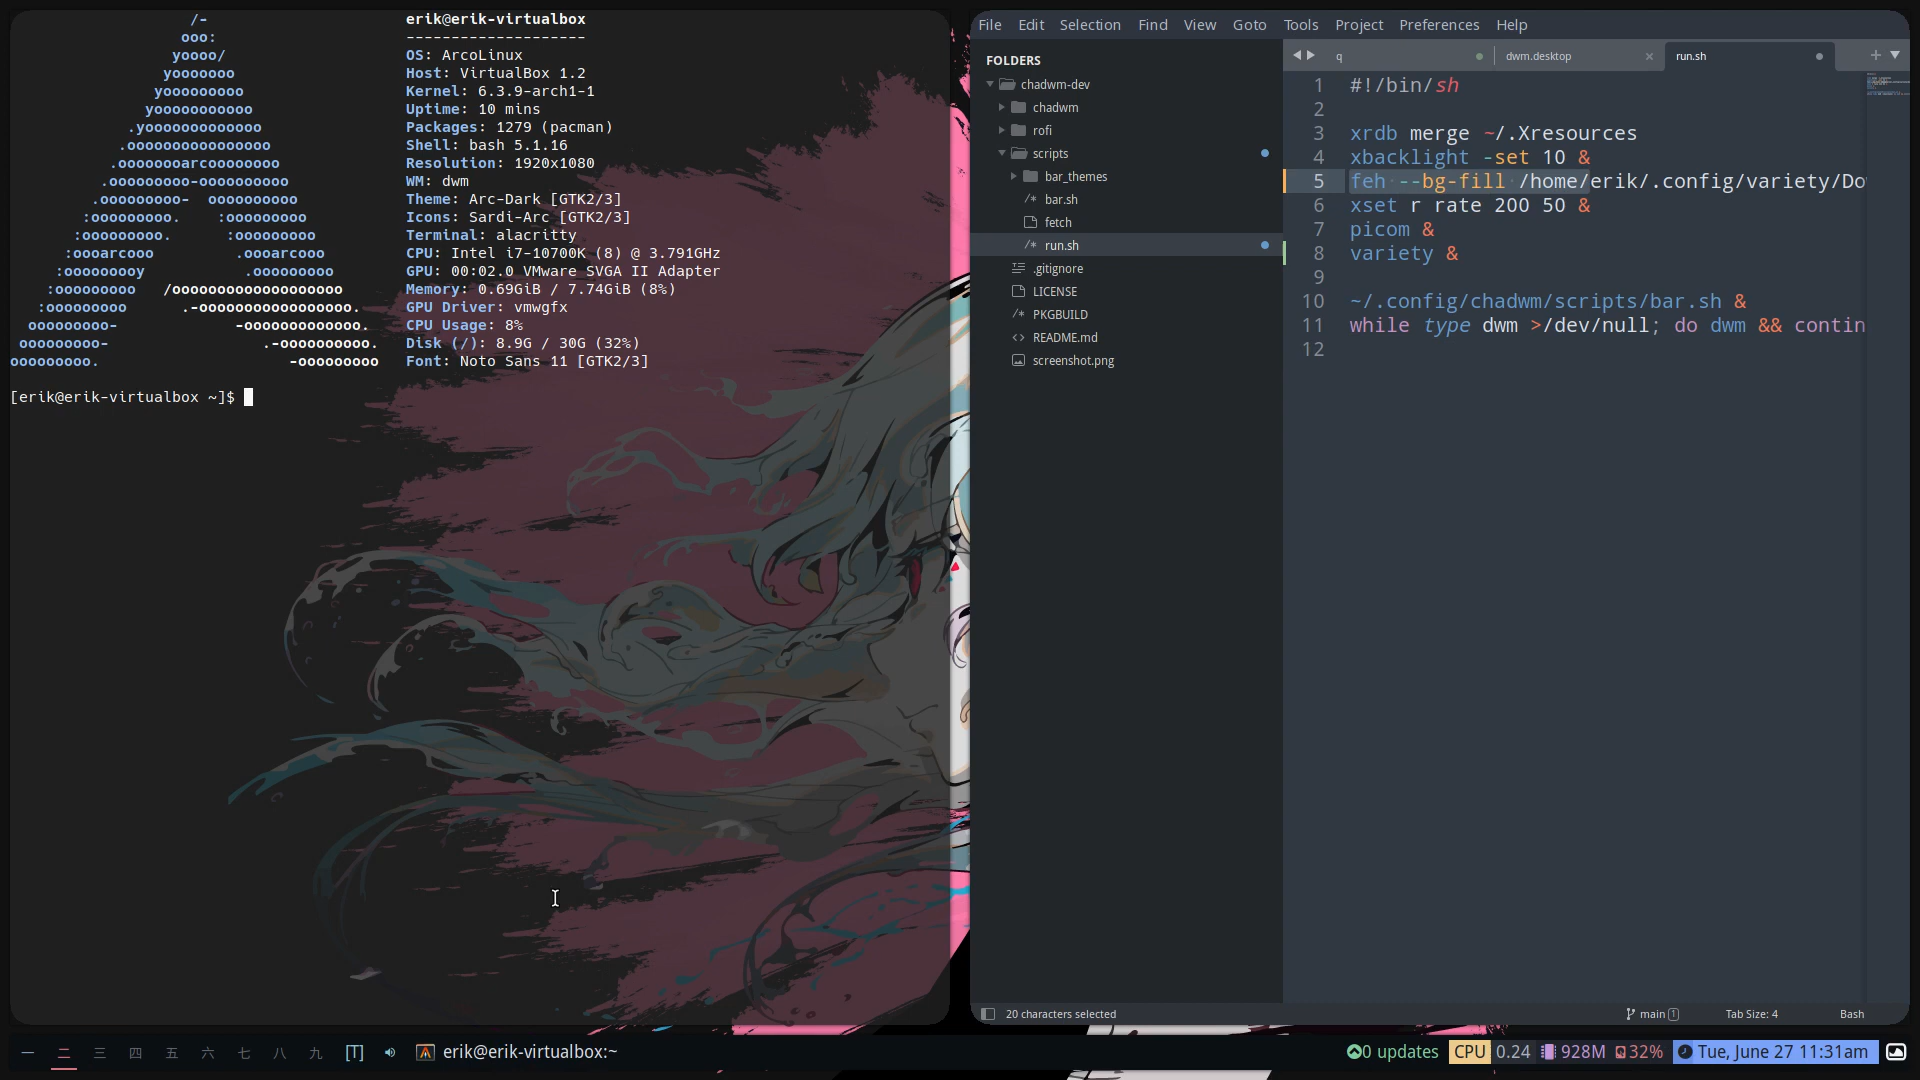 /-
ooo:
yoooo/
yooooooo
yooooooooo
yooooooooooo
.yooooooooooooo
.oooooooooooooooo
.oooooooarcoooooooo
.ooooooooo-oooooooooo
.ooooooooo-  oooooooooo
:ooooooooo.    :ooooooooo
:ooooooooo.      :ooooooooo
:oooarcooo         .oooarcooo
:ooooooooy           .ooooooooo
:ooooooooo   /ooooooooooooooooooo
:ooooooooo      .-ooooooooooooooooo.
ooooooooo-             -ooooooooooooo.
ooooooooo-                .-oooooooooo.
ooooooooo.                     -ooooooooo
erik@erik-virtualbox
--------------------
OS: ArcoLinux
Host: VirtualBox 1.2
Kernel: 6.3.9-arch1-1
Uptime: 10 mins
Packages: 1279 (pacman)
Shell: bash 5.1.16
Resolution: 1920x1080
WM: dwm
Theme: Arc-Dark [GTK2/3]
Icons: Sardi-Arc [GTK2/3]
Terminal: alacritty
CPU: Intel i7-10700K (8) @ 3.791GHz
GPU: 00:02.0 VMware SVGA II Adapter
Memory: 0.69GiB / 7.74GiB (8%)
GPU Driver: vmwgfx
CPU Usage: 8%
Disk (/): 8.9G / 30G (32%)
Font: Noto Sans 11 [GTK2/3]
[erik@erik-virtualbox ~]$
File Edit Selection Find View Goto Tools Project Preferences Help
FOLDERS
chadwm-dev
chadwm
rofi
scripts
bar_themes
/* bar.sh
fetch
/* run.sh
.gitignore
LICENSE
/* PKGBUILD
<> README.md
screenshot.png
q
dwm.desktop
run.sh
1 #!/bin/sh
2
3 xrdb merge ~/.Xresources
4 xbacklight -set 10 &
5 feh --bg-fill /home/erik/.config/variety/Do
6 xset r rate 200 50 &
7 picom &
8 variety &
9
10 ~/.config/chadwm/scripts/bar.sh &
11 while type dwm >/dev/null; do dwm && contin
12
20 characters selected
main 1
Tab Size: 4
Bash
一 二 三 四 五 六 七 八 九 [T] erik@erik-virtualbox:~
0 updates CPU 0.24 928M 32% Tue, June 27 11:31am